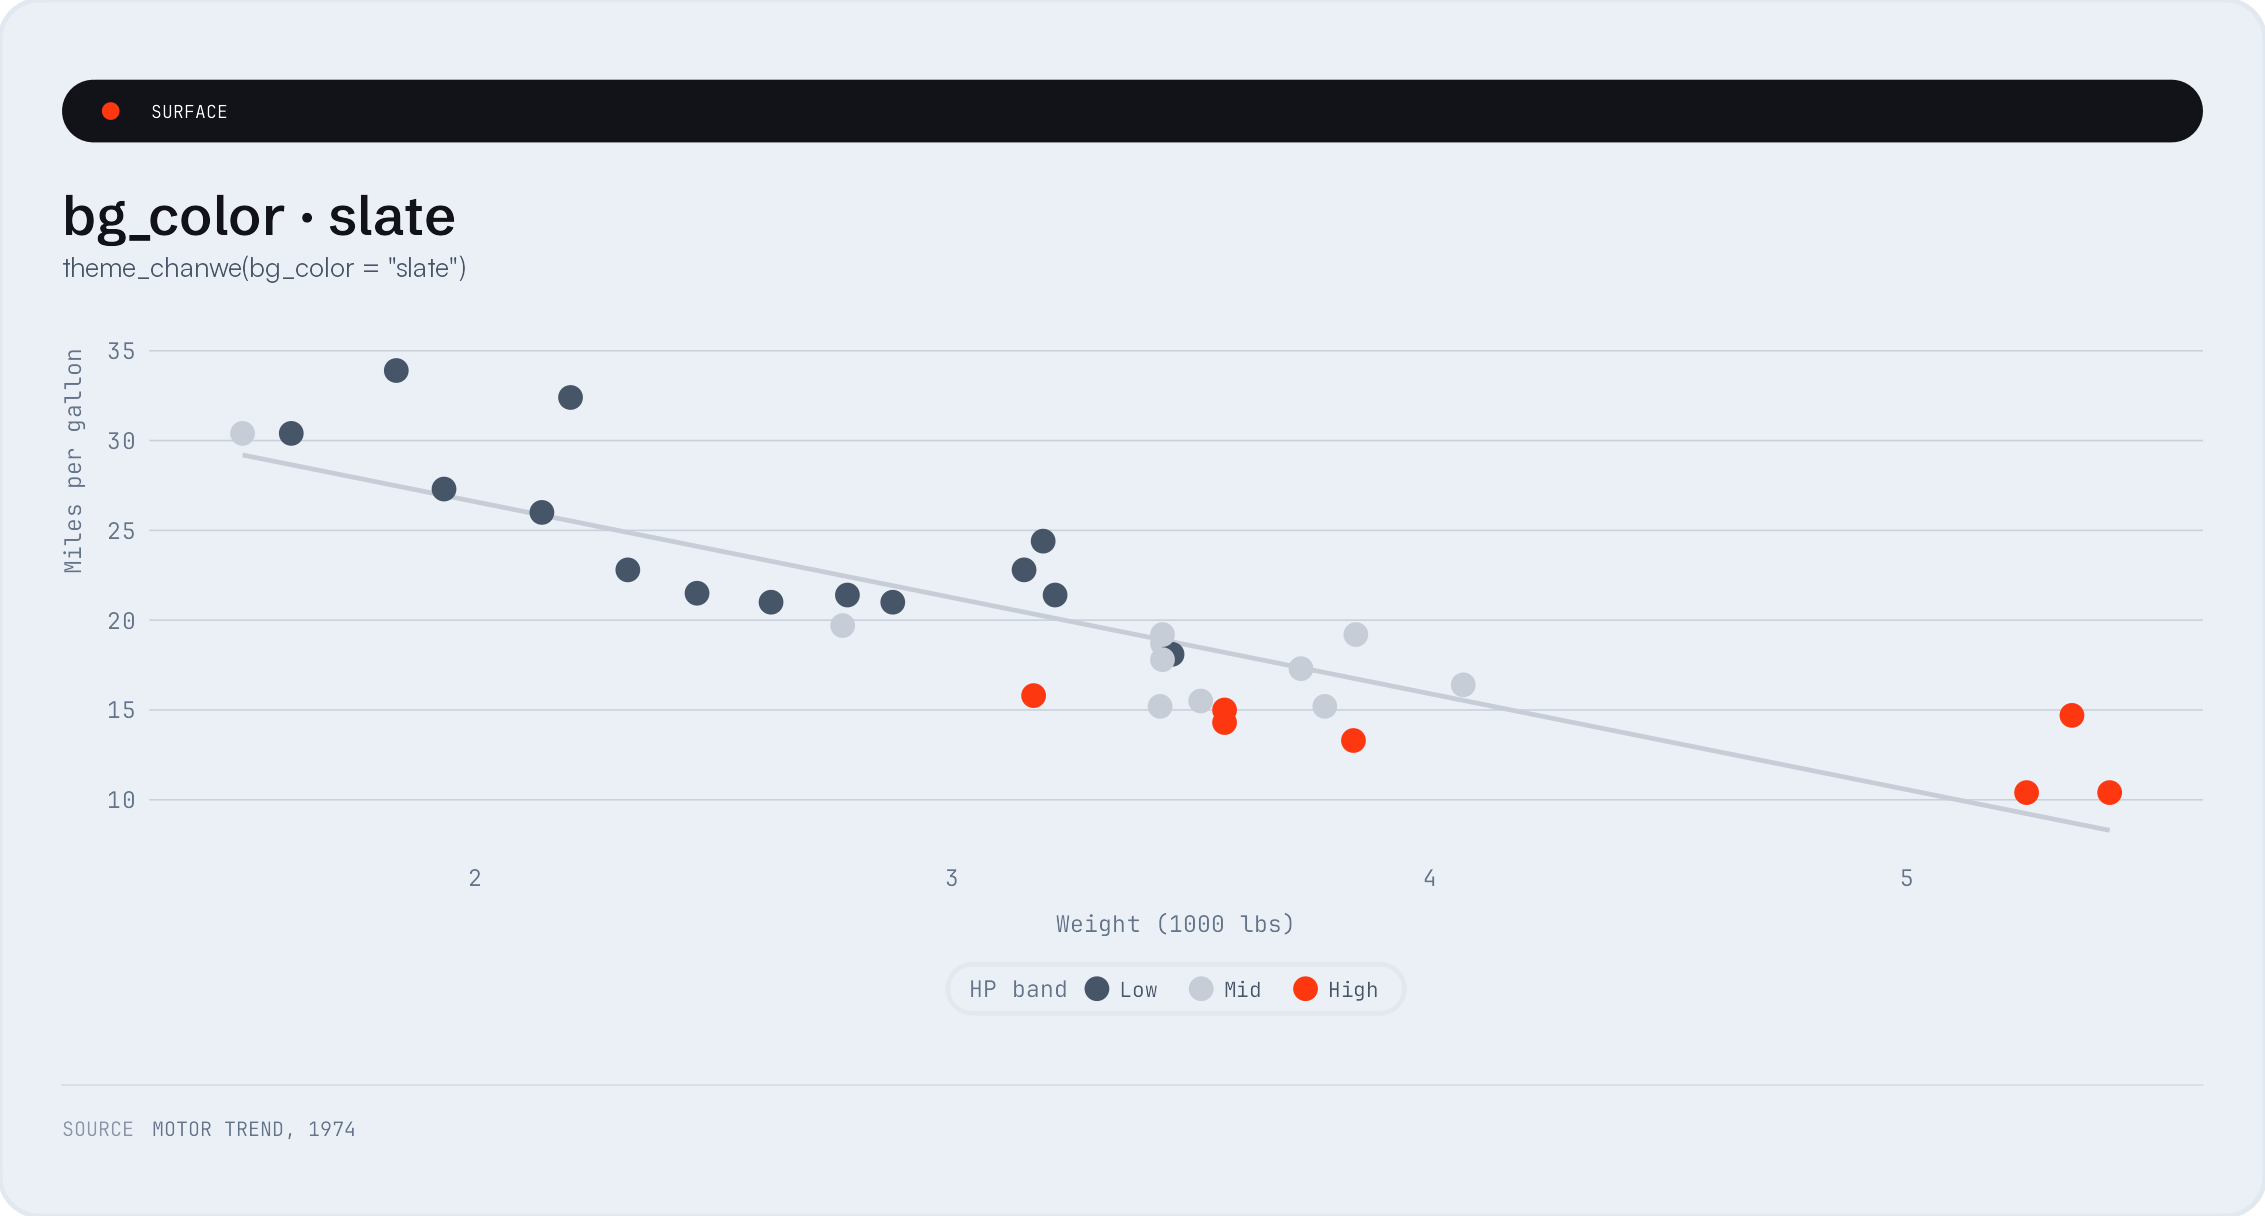 SURFACE
bg_color · slate
theme_chanwe(bg_color = "slate")
Miles per gallon
35
30
25
20
15
10
2 3 4 5
Weight (1000 lbs)
HP band Low Mid High
SOURCE MOTOR TREND, 1974